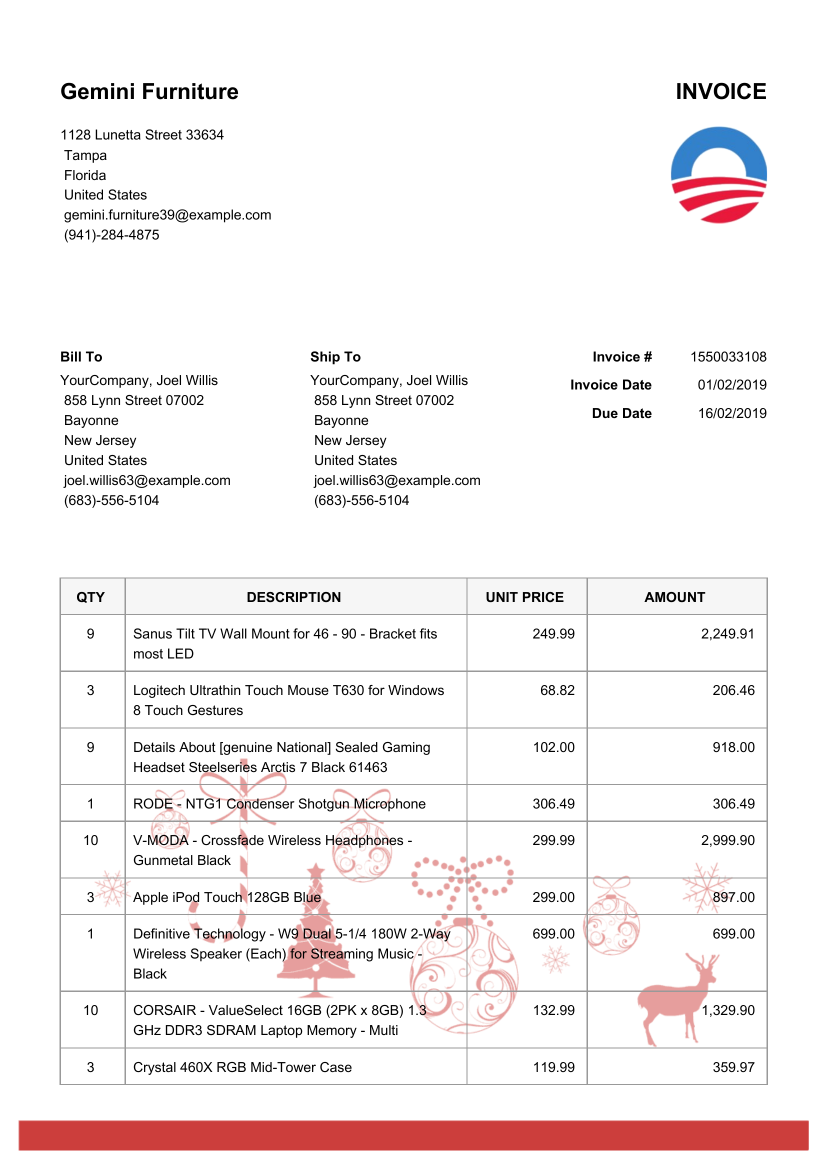 Gemini Furniture INVOICE
1128 Lunetta Street 33634
Tampa
Florida
United States
gemini.furniture39@example.com
(941)-284-4875
Bill To Ship To Invoice # 1550033108
YourCompany, Joel Willis YourCompany, Joel Willis Invoice Date 01/02/2019
858 Lynn Street 07002 858 Lynn Street 07002
Bayonne Bayonne Due Date 16/02/2019
New Jersey New Jersey
United States United States
joel.willis63@example.com joel.willis63@example.com
(683)-556-5104 (683)-556-5104
QTY DESCRIPTION UNIT PRICE AMOUNT
9 Sanus Tilt TV Wall Mount for 46 - 90 - Bracket fits 249.99 2,249.91
most LED
3 Logitech Ultrathin Touch Mouse T630 for Windows 68.82 206.46
8 Touch Gestures
9 Details About [genuine National] Sealed Gaming 102.00 918.00
Headset Steelseries Arctis 7 Black 61463
1 RODE - NTG1 Condenser Shotgun Microphone 306.49 306.49
10 V-MODA - Crossfade Wireless Headphones - 299.99 2,999.90
Gunmetal Black
3 Apple iPod Touch 128GB Blue 299.00 897.00
1 Definitive Technology - W9 Dual 5-1/4 180W 2-Way 699.00 699.00
Wireless Speaker (Each) for Streaming Music -
Black
10 CORSAIR - ValueSelect 16GB (2PK x 8GB) 1.3 132.99 1,329.90
GHz DDR3 SDRAM Laptop Memory - Multi
3 Crystal 460X RGB Mid-Tower Case 119.99 359.97